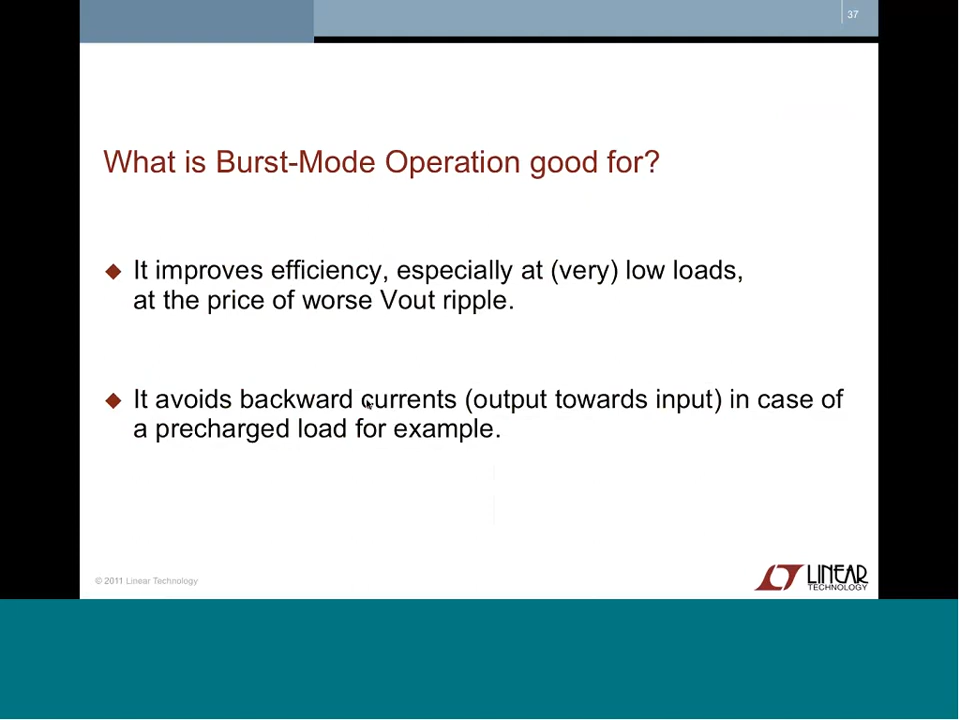 37
What is Burst-Mode Operation good for?
It improves efficiency, especially at (very) low loads,
at the price of worse Vout ripple.
It avoids backward currents (output towards input) in case of
a precharged load for example.
© 2011 Linear Technology
LINEAR
TECHNOLOGY